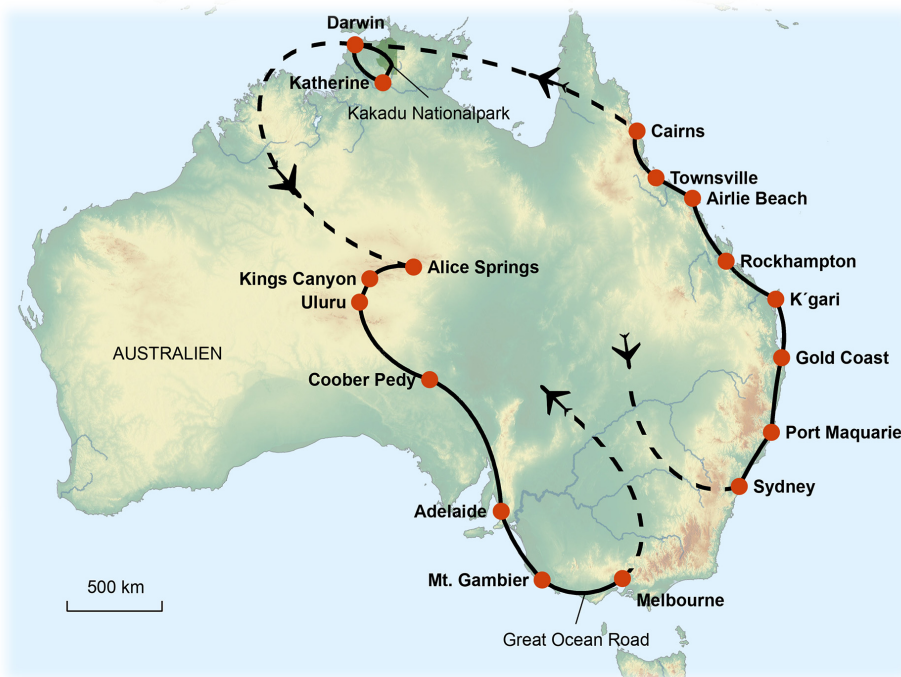 Darwin
Katherine
Kakadu Nationalpark
Cairns
Townsville
Airlie Beach
Rockhampton
K´gari
Alice Springs
Kings Canyon
Uluru
AUSTRALIEN
Gold Coast
Coober Pedy
Port Maquarie
Sydney
Adelaide
Mt. Gambier
Melbourne
500 km
Great Ocean Road